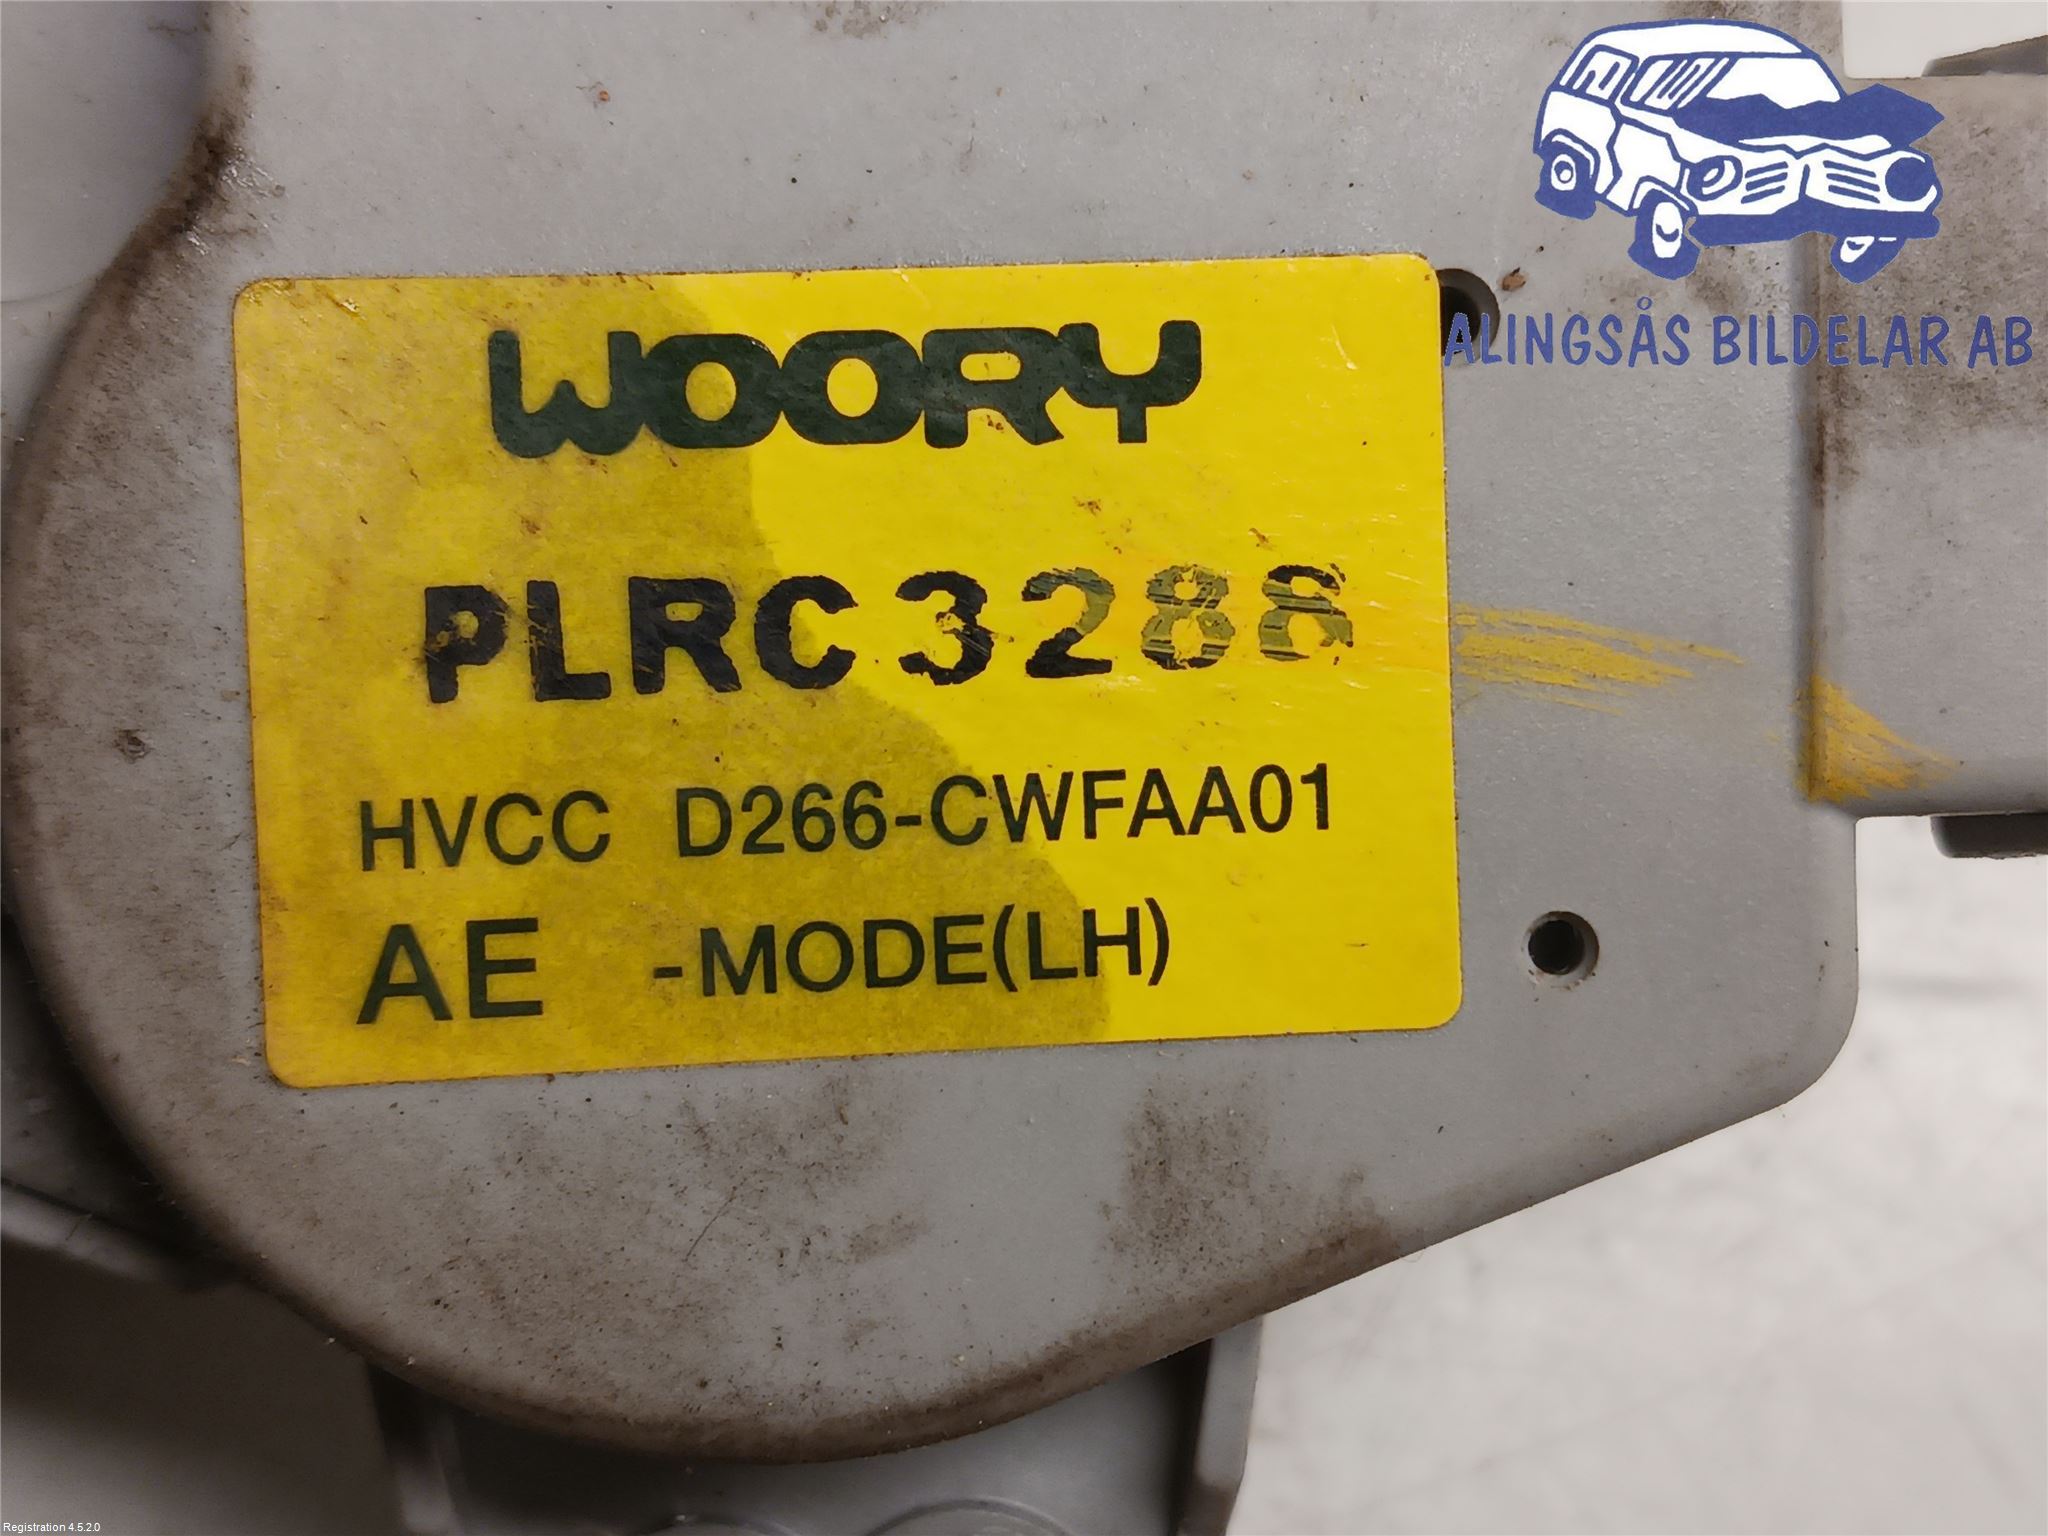 ALINGSÅS BILDELAR AB
WOORY
PLRC3288
HVCC D266-CWFAA01
AE -MODE(LH)
Registration 4.5.2.0